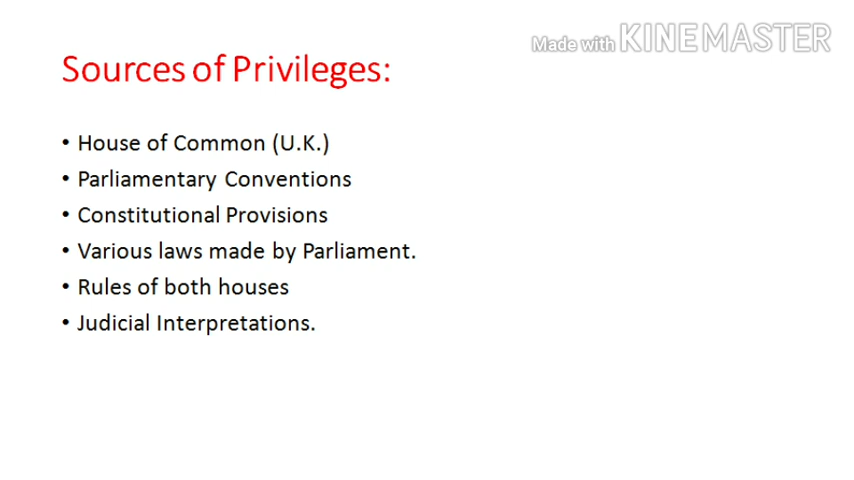 Made with KINEMASTER
Sources of Privileges:
• House of Common (U.K.)
• Parliamentary Conventions
• Constitutional Provisions
• Various laws made by Parliament.
• Rules of both houses
• Judicial Interpretations.